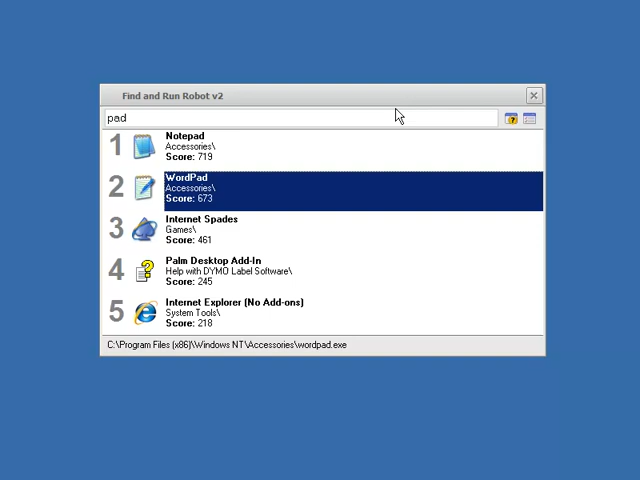 Find and Run Robot v2
pad
1
Notepad
Accessories\
Score: 719
2
WordPad
Accessories\
Score: 673
3
Internet Spades
Games\
Score: 461
4
Palm Desktop Add-In
Help with DYMO Label Software\
Score: 245
5
Internet Explorer (No Add-ons)
System Tools\
Score: 218
C:\Program Files (x86)\Windows NT\Accessories\wordpad.exe